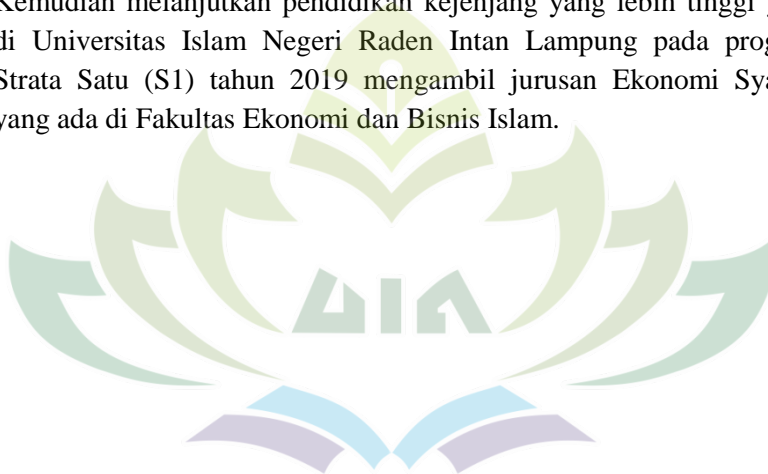 Kemudian melanjutkan pendidikan kejenjang yang lebih tinggi
di Universitas Islam Negeri Raden Intan Lampung pada
Strata Satu (S1) tahun 2019 mengambil jurusan Ekonomi
yang ada di Fakultas Ekonomi dan Bisnis Islam.
UIN